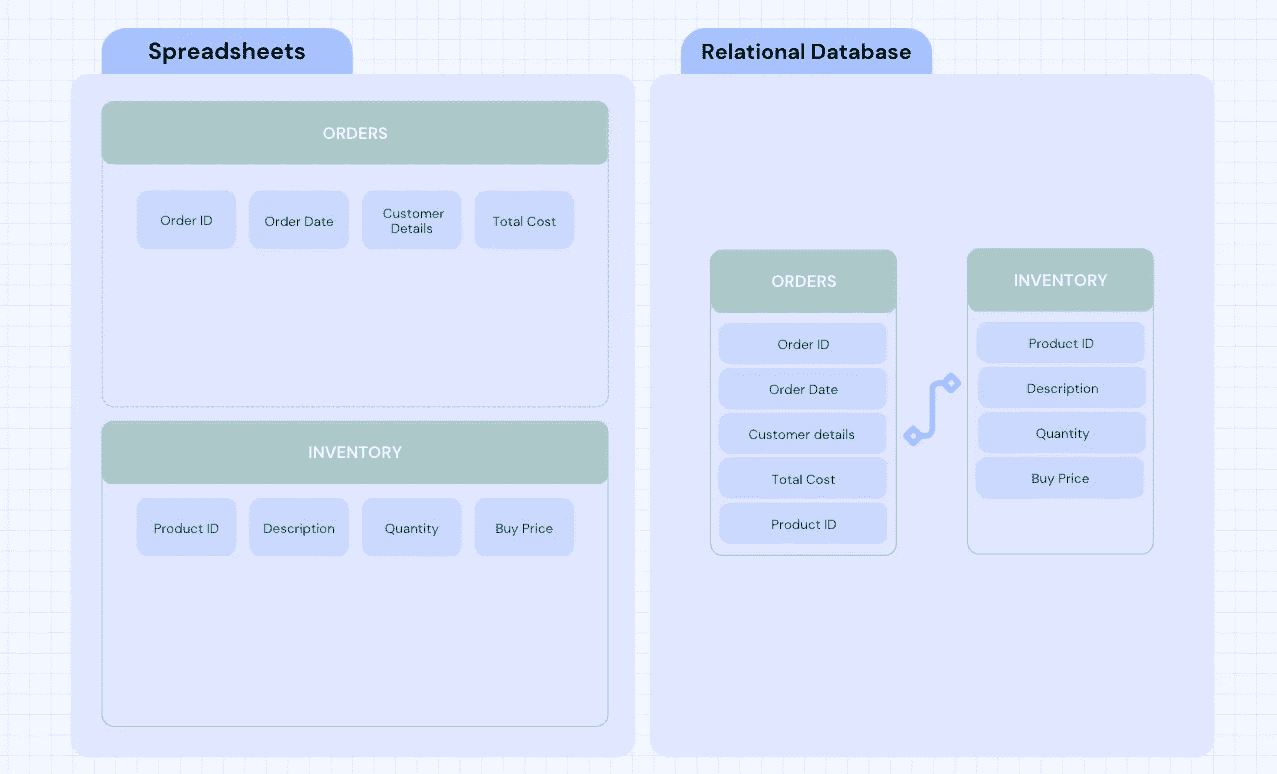 Spreadsheets
ORDERS
Order ID
Order Date
Customer
Details
Total Cost
INVENTORY
Product ID
Description
Quantity
Buy Price
Relational Database
ORDERS
Order ID
Order Date
Customer details
Total Cost
Product ID
INVENTORY
Product ID
Description
Quantity
Buy Price